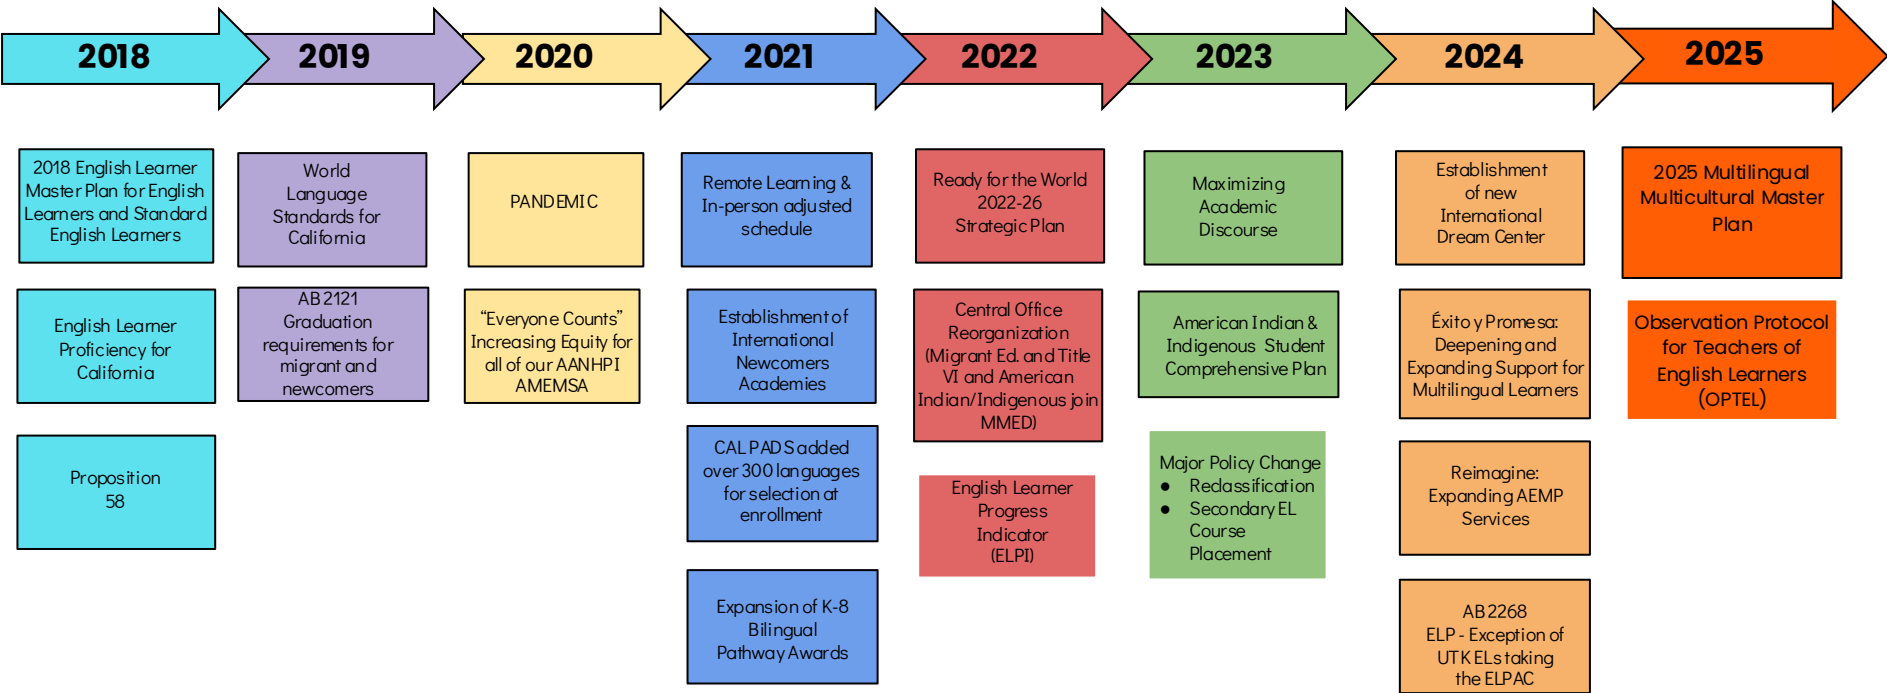 2018
2019
2020
2021
2022
2023
2024
2025
2018 English Learner
Master Plan for English
Learners and Standard
English Learners
English Learner
Proficiency for
California
Proposition
58
World
Language
Standards for
California
AB 2121
Graduation
requirements for
migrant and
newcomers
PANDEMIC
“Everyone Counts”
Increasing Equity for
all of our AANHPI
AMEMSA
Remote Learning &
In-person adjusted
schedule
Establishment of
International
Newcomers
Academies
CALPADS added
over 300 languages
for selection at
enrollment
Expansion of K-8
Bilingual
Pathway Awards
Ready for the World
2022-26
Strategic Plan
Central Office
Reorganization
(Migrant Ed. and Title
VI and American
Indian/Indigenous join
MMED)
English Learner
Progress
Indicator
(ELPI)
Maximizing
Academic
Discourse
American Indian &
Indigenous Student
Comprehensive Plan
Major Policy Change
● Reclassification
● Secondary EL
Course
Placement
Establishment
of new
International
Dream Center
Éxito y Promesa:
Deepening and
Expanding Support for
Multilingual Learners
Reimagine:
Expanding AEMP
Services
AB 2268
ELP - Exception of
UTK ELs taking
the ELPAC
2025 Multilingual
Multicultural Master
Plan
Observation Protocol
for Teachers of
English Learners
(OPTEL)